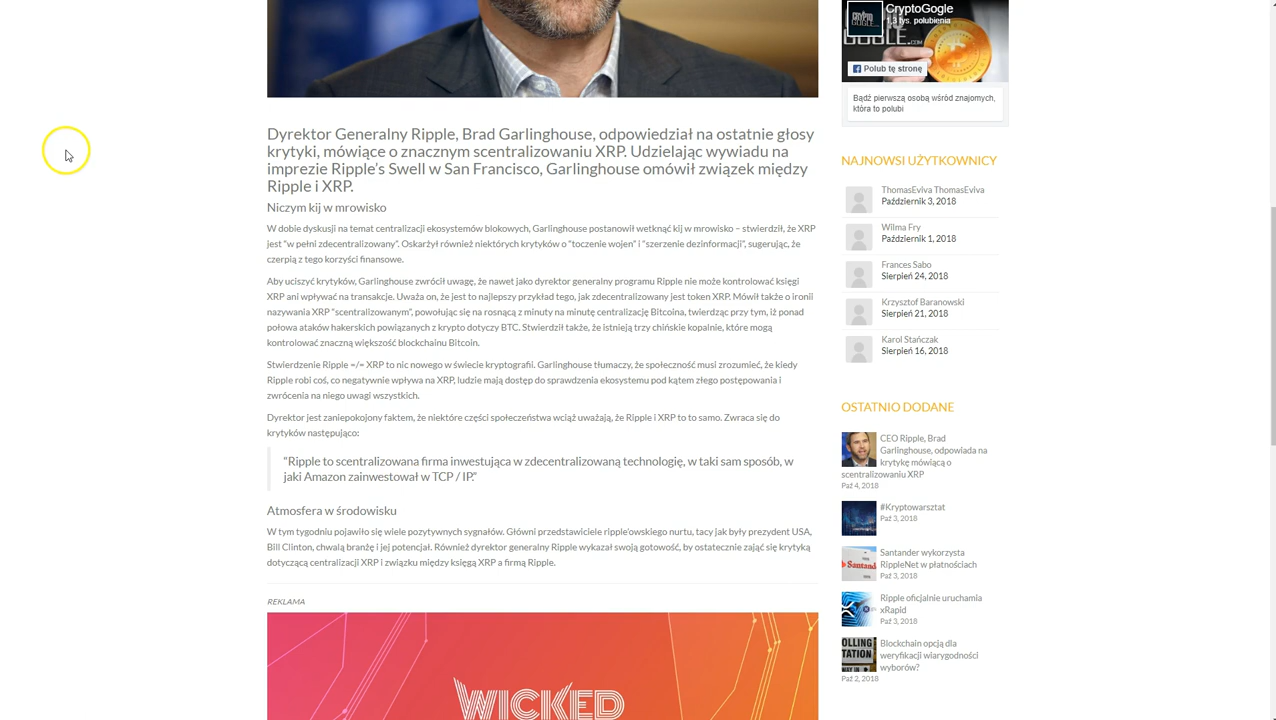 CryptoGogle
1,3 tys. polubienia
Polub tę stronę
Bądź pierwszą osobą wśród znajomych,
która to polubi
Dyrektor Generalny Ripple, Brad Garlinghouse, odpowiedział na ostatnie głosy
krytyki, mówiące o znacznym scentralizowaniu XRP. Udzielając wywiadu na
imprezie Ripple's Swell w San Francisco, Garlinghouse omówił związek między
Ripple i XRP.
Niczym kij w mrowisko
W dobie dyskusji na temat centralizacji ekosystemów blokowych, Garlinghouse postanowił wetknąć kij w mrowisko – stwierdził, że XRP
jest “w pełni zdecentralizowany”. Oskarżył również niektórych krytyków o “toczenie wojen” i “szerzenie dezinformacji”, sugerując, że
czerpią z tego korzyści finansowe.
Aby uciszyć krytyków, Garlinghouse zwrócił uwagę, że nawet jako dyrektor generalny programu Ripple nie może kontrolować księgi
XRP ani wpływać na transakcje. Uważa on, że jest to najlepszy przykład tego, jak zdecentralizowany jest token XRP. Mówił także o ironii
nazywania XRP “scentralizowanym”, powołując się na rosnącą z minuty na minutę centralizację Bitcoina, twierdząc przy tym, iż ponad
połowa ataków hakerskich powiązanych z krypto dotyczy BTC. Stwierdził także, że istnieją trzy chińskie kopalnie, które mogą
kontrolować znaczną większość blockchainu Bitcoin.
Stwierdzenie Ripple =/= XRP to nic nowego w świecie kryptografii. Garlinghouse tłumaczy, że społeczność musi zrozumieć, że kiedy
Ripple robi coś, co negatywnie wpływa na XRP, ludzie mają dostęp do sprawdzenia ekosystemu pod kątem złego postępowania i
zwrócenia na niego uwagi wszystkich.
Dyrektor jest zaniepokojony faktem, że niektóre części społeczeństwa wciąż uważają, że Ripple i XRP to to samo. Zwraca się do
krytyków następująco:
“Ripple to scentralizowana firma inwestująca w zdecentralizowaną technologię, w taki sam sposób, w
jaki Amazon zainwestował w TCP / IP.”
Atmosfera w środowisku
W tym tygodniu pojawiło się wiele pozytywnych sygnałów. Główni przedstawiciele ripple'owskiego nurtu, tacy jak były prezydent USA,
Bill Clinton, chwalą branżę i jej potencjał. Również dyrektor generalny Ripple wykazał swoją gotowość, by ostatecznie zająć się krytyką
dotyczącą centralizacji XRP i związku między księgą XRP a firmą Ripple.
REKLAMA
WICKED
NAJNOWSI UŻYTKOWNICY
ThomasEviva ThomasEviva
Październik 3, 2018
Wilma Fry
Październik 1, 2018
Frances Sabo
Sierpień 24, 2018
Krzysztof Baranowski
Sierpień 21, 2018
Karol Stańczak
Sierpień 16, 2018
OSTATNIO DODANE
CEO Ripple, Brad
Garlinghouse, odpowiada na
krytykę mówiącą o
scentralizowaniu XRP
Paź 4, 2018
#Kryptowarsztat
Paź 3, 2018
Santander wykorzysta
RippleNet w płatnościach
Paź 3, 2018
Ripple oficjalnie uruchamia
xRapid
Paź 3, 2018
Blockchain opcją dla
weryfikacji wiarygodności
wyborów?
Paź 2, 2018